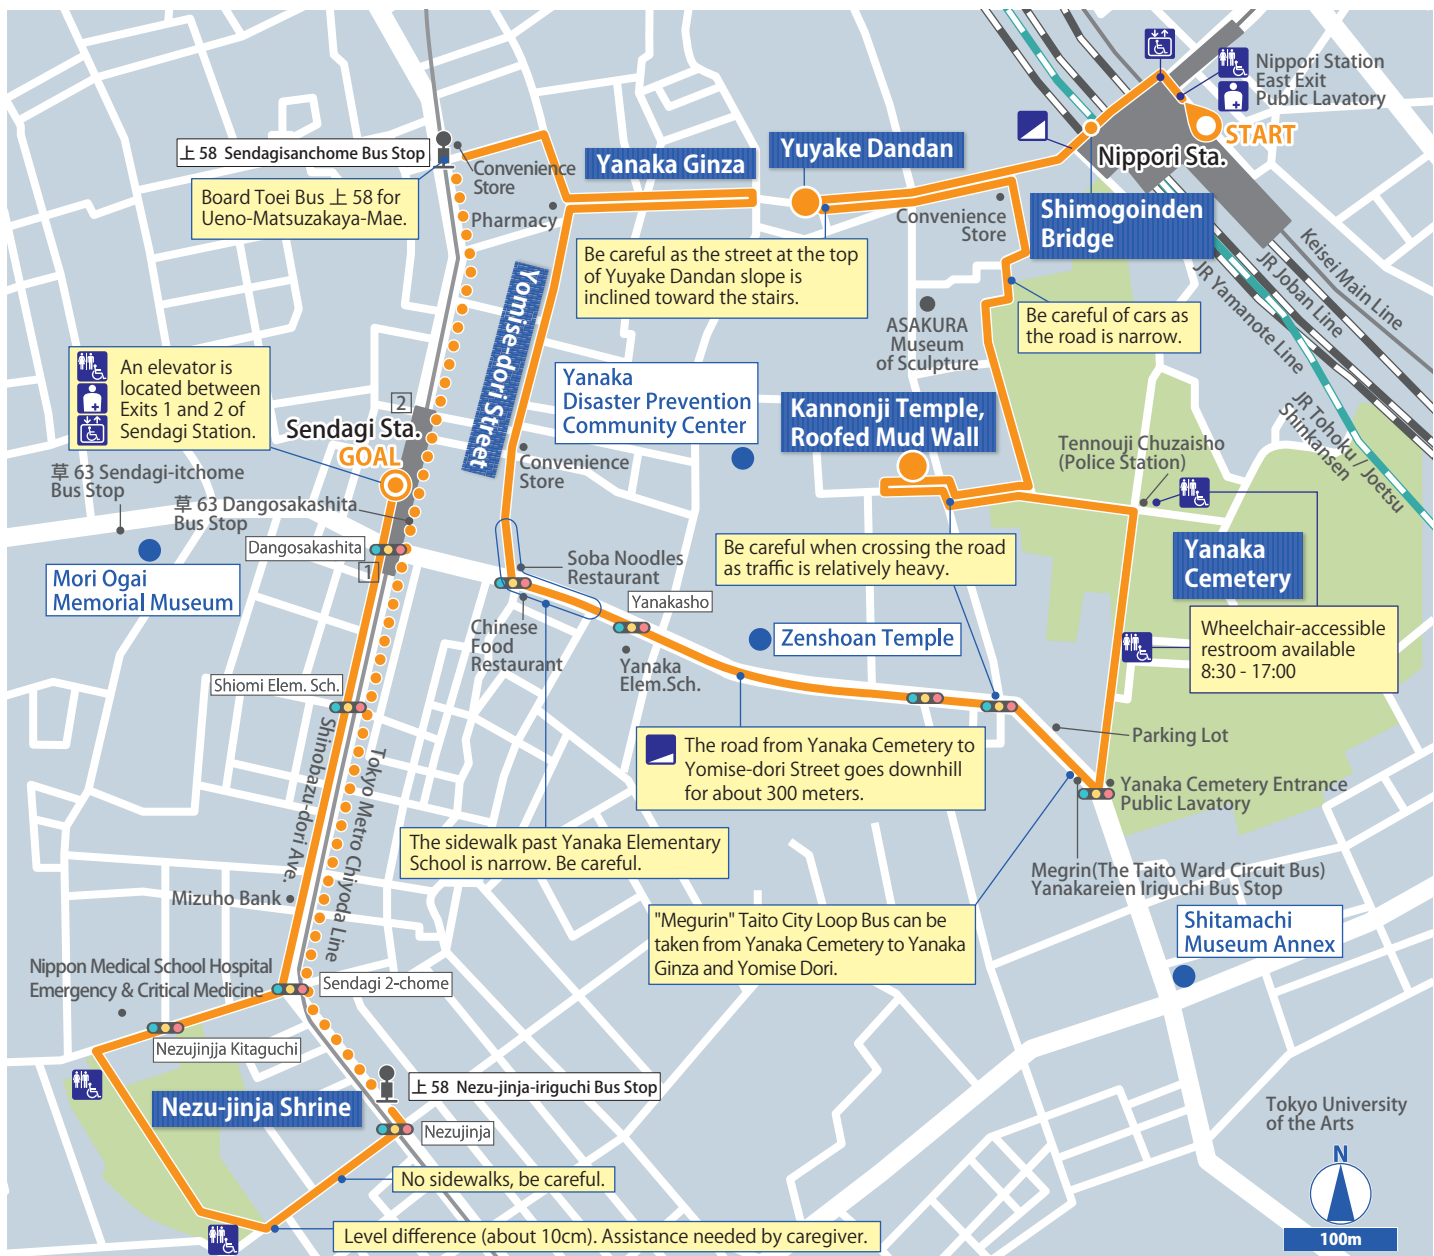 Nippori Station
East Exit
Public Lavatory
START
Nippori Sta.
上 58 Sendagisanchome Bus Stop
Convenience
Store
Board Toei Bus 上 58 for
Ueno-Matsuzakaya-Mae.
Pharmacy
Yanaka Ginza
Yuyake Dandan
Convenience
Store
Shimogoinden
Bridge
Keisei Main Line
JR Joban Line
JR Yamanote Line
JR Tohoku / Joetsu
Shinkansen
Be careful as the street at the top
of Yuyake Dandan slope is
inclined toward the stairs.
Yomise-dori Street
ASAKURA
Museum
of Sculpture
Be careful of cars as
the road is narrow.
An elevator is
located between
Exits 1 and 2 of
Sendagi Station.
2
Sendagi Sta.
GOAL
Yanaka
Disaster Prevention
Community Center
Kannonji Temple,
Roofed Mud Wall
Tennouji Chuzaisho
(Police Station)
Convenience
Store
草 63 Sendagi-itchome
Bus Stop
草 63 Dangosakashita
Bus Stop
Dangosakashita
1
Mori Ogai
Memorial Museum
Soba Noodles
Restaurant
Be careful when crossing the road
as traffic is relatively heavy.
Yanaka
Cemetery
Yanakasho
Chinese
Food
Restaurant
Yanaka
Elem.Sch.
Zenshoan Temple
Wheelchair-accessible
restroom available
8:30 - 17:00
Shiomi Elem. Sch.
Shinobazu-dori Ave.
Tokyo Metro Chiyoda Line
The road from Yanaka Cemetery to
Yomise-dori Street goes downhill
for about 300 meters.
Parking Lot
Yanaka Cemetery Entrance
Public Lavatory
The sidewalk past Yanaka Elementary
School is narrow. Be careful.
Megrin(The Taito Ward Circuit Bus)
Yanakareien Iriguchi Bus Stop
Mizuho Bank
"Megurin" Taito City Loop Bus can be
taken from Yanaka Cemetery to Yanaka
Ginza and Yomise Dori.
Shitamachi
Museum Annex
Nippon Medical School Hospital
Emergency & Critical Medicine
Sendagi 2-chome
Nezujinjja Kitaguchi
上 58 Nezu-jinja-iriguchi Bus Stop
Nezu-jinja Shrine
Nezujinja
Tokyo University
of the Arts
No sidewalks, be careful.
Level difference (about 10cm). Assistance needed by caregiver.
N
100m